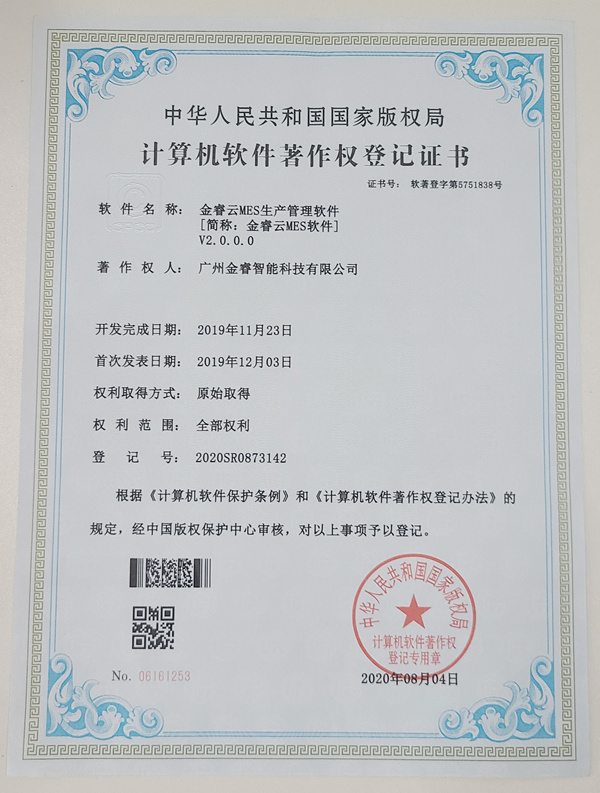 中华人民共和国国家版权局
计算机软件著作权登记证书
证书号： 软著登字第5751838号
软件名称： 金睿云MES生产管理软件
[简称：金睿云MES软件]
V2.0.0.0
著作权人： 广州金睿智能科技有限公司
开发完成日期： 2019年11月23日
首次发表日期： 2019年12月03日
权利取得方式： 原始取得
权利范围： 全部权利
登记号： 2020SR0873142
根据《计算机软件保护条例》和《计算机软件著作权登记办法》的
规定，经中国版权保护中心审核，对以上事项予以登记。
中华人民共和国国家版权局
计算机软件著作权
登记专用章
No. 06161253
2020年08月04日